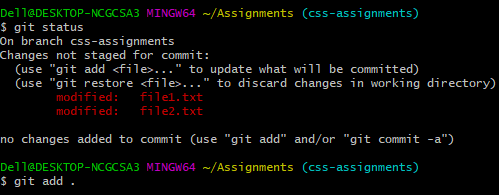 Dell@DESKTOP-NCGCSA3 MINGW64 ~/Assignments (css-assignments)
$ git status
On branch css-assignments
Changes not staged for commit:
  (use "git add <file>..." to update what will be committed)
  (use "git restore <file>..." to discard changes in working directory)
        modified:   file1.txt
        modified:   file2.txt

no changes added to commit (use "git add" and/or "git commit -a")

Dell@DESKTOP-NCGCSA3 MINGW64 ~/Assignments (css-assignments)
$ git add .